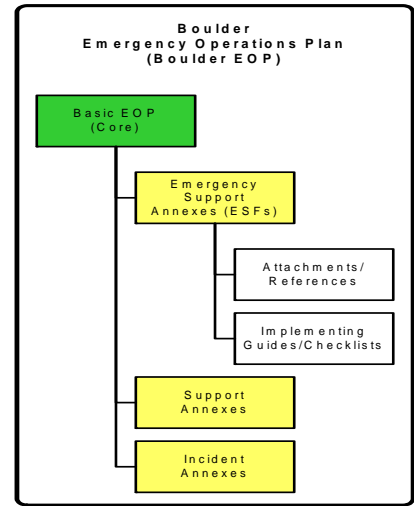 Boulder
Emergency Operations Plan
(Boulder EOP)
Basic EOP
(Core)
Emergency
Support
Annexes (ESFs)
Attachments/
References
Implementing
Guides/Checklists
Support
Annexes
Incident
Annexes